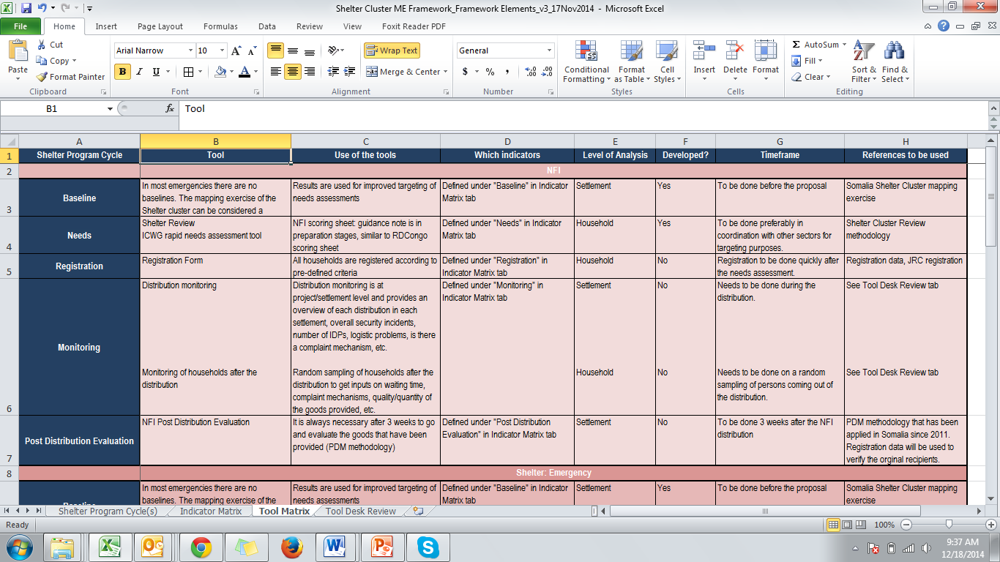 Shelter Cluster ME Framework_Framework Elements_v3_17Nov2014 - Microsoft Excel
File Home Insert Page Layout Formulas Data Review View Foxit Reader PDF
Paste
Cut
Copy
Format Painter
Clipboard
Arial Narrow 10
B I U
Font
Wrap Text
Merge & Center
Alignment
General
$ % , .00 .0
Number
Conditional Formatting
Format as Table
Cell Styles
Styles
Insert Delete Format
Cells
AutoSum
Fill
Clear
Sort & Filter
Find & Select
Editing
B1 fx Tool
A B C D E F G H
1 Shelter Program Cycle Tool Use of the tools Which indicators Level of Analysis Developed? Timeframe References to be used
2 NFI
3 Baseline
In most emergencies there are no
baselines. The mapping exercise of the
Shelter cluster can be considered a
Results are used for improved targeting of
needs assessments
Defined under "Baseline" in Indicator
Matrix tab
Settlement
Yes
To be done before the proposal
Somalia Shelter Cluster mapping
exercise
4 Needs
Shelter Review
ICWG rapid needs assessment tool
NFI scoring sheet: guidance note is in
preparation stages, similar to RDCongo
scoring sheet
Defined under "Needs" in Indicator
Matrix tab
Household
Yes
To be done preferably in
coordination with other sectors for
targeting purposes.
Shelter Cluster Review
methodology
5 Registration
Registration Form
All households are registered according to
pre-defined criteria
Defined under "Registration" in
Indicator Matrix tab
Household
No
Registration to be done quickly after
the needs assessment.
Registration data, JRC registration
6 Monitoring
Distribution monitoring
Distribution monitoring is at
project/settlement level and provides an
overview of each distribution in each
settlement, overall security incidents,
number of IDPs, logistic problems, is there
a complaint mechanism, etc.
Defined under "Monitoring" in
Indicator Matrix tab
Settlement
No
Needs to be done during the
distribution.
See Tool Desk Review tab
Monitoring of households after the
distribution
Random sampling of households after the
distribution to get inputs on waiting time,
complaint mechanisms, quality/quantity of
the goods provided, etc.
Household
No
Needs to be done on a random
sampling of persons coming out of
the distribution.
See Tool Desk Review tab
7 Post Distribution Evaluation
NFI Post Distribution Evaluation
It is always necessary after 3 weeks to go
and evaluate the goods that have been
provided (PDM methodology)
Defined under "Post Distribution
Evaluation" in Indicator Matrix tab
Settlement
No
To be done 3 weeks after the NFI
distribution
PDM methodology that has been
applied in Somalia since 2011.
Registration data will be used to
verify the orginal recipients.
8 Shelter: Emergency
Baseline
In most emergencies there are no
baselines. The mapping exercise of the
Results are used for improved targeting of
needs assessments
Defined under "Baseline" in Indicator
Matrix tab
Settlement
Yes
To be done before the proposal
Somalia Shelter Cluster mapping
exercise
Shelter Program Cycle(s) Indicator Matrix Tool Matrix Tool Desk Review
Ready 100%
9:37 AM
12/18/2014